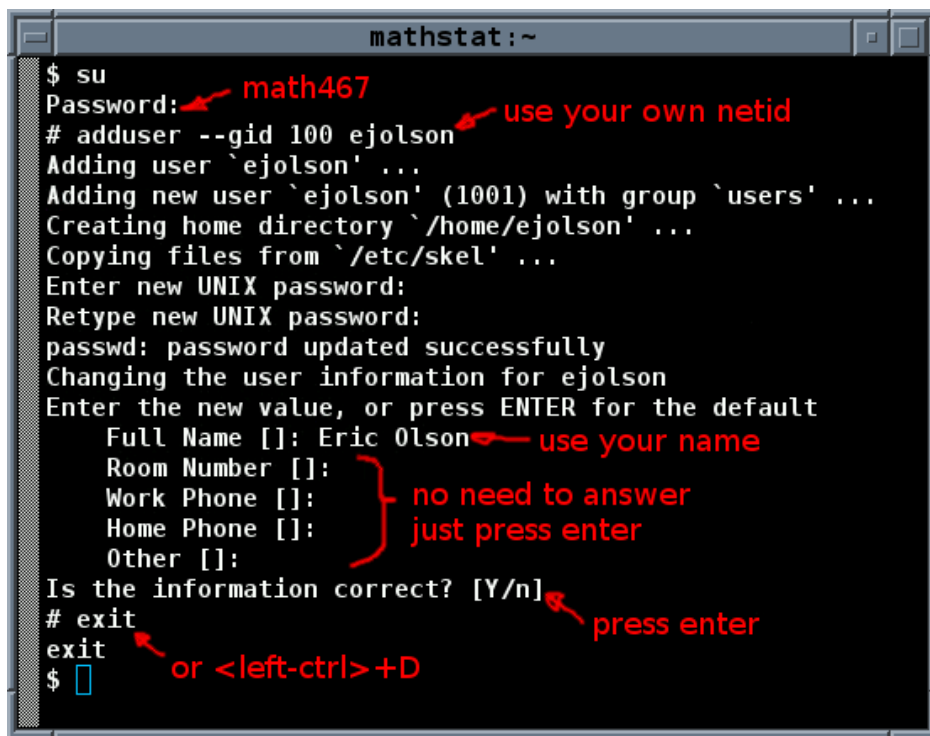 mathstat:~
$ su
math467
Password:
use your own netid
# adduser --gid 100 ejolson
Adding user `ejolson' ...
Adding new user `ejolson' (1001) with group `users' ...
Creating home directory `/home/ejolson' ...
Copying files from `/etc/skel' ...
Enter new UNIX password:
Retype new UNIX password:
passwd: password updated successfully
Changing the user information for ejolson
Enter the new value, or press ENTER for the default
Full Name []: Eric Olson
use your name
Room Number []:
Work Phone []:
Home Phone []:
Other []:
no need to answer
just press enter
Is the information correct? [Y/n]
press enter
# exit
or <left-ctrl>+D
exit
$